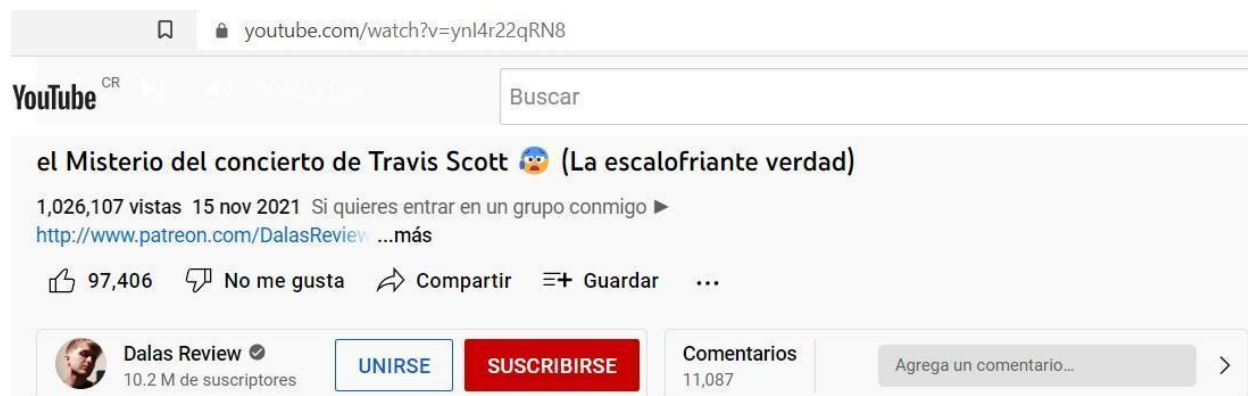 youtube.com/watch?v=ynI4r22qRN8
YouTube CR
Buscar
el Misterio del concierto de Travis Scott 😰 (La escalofriante verdad)
1,026,107 vistas 15 nov 2021 Si quieres entrar en un grupo conmigo ►
http://www.patreon.com/DalasReview ...más
97,406 No me gusta Compartir Guardar ...
Dalas Review UNIRSE SUSCRIBIRSE Comentarios Agrega un comentario...
10.2 M de suscriptores 11,087